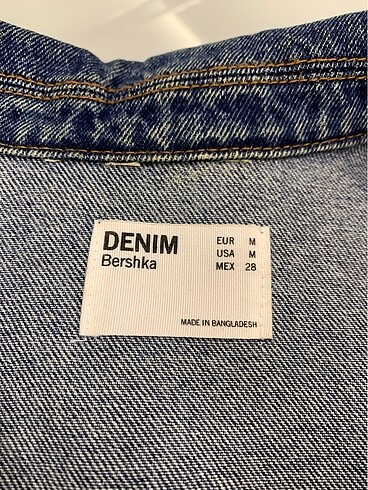 DENIM
Bershka
EUR M
USA M
MEX 28
MADE IN BANGLADESH